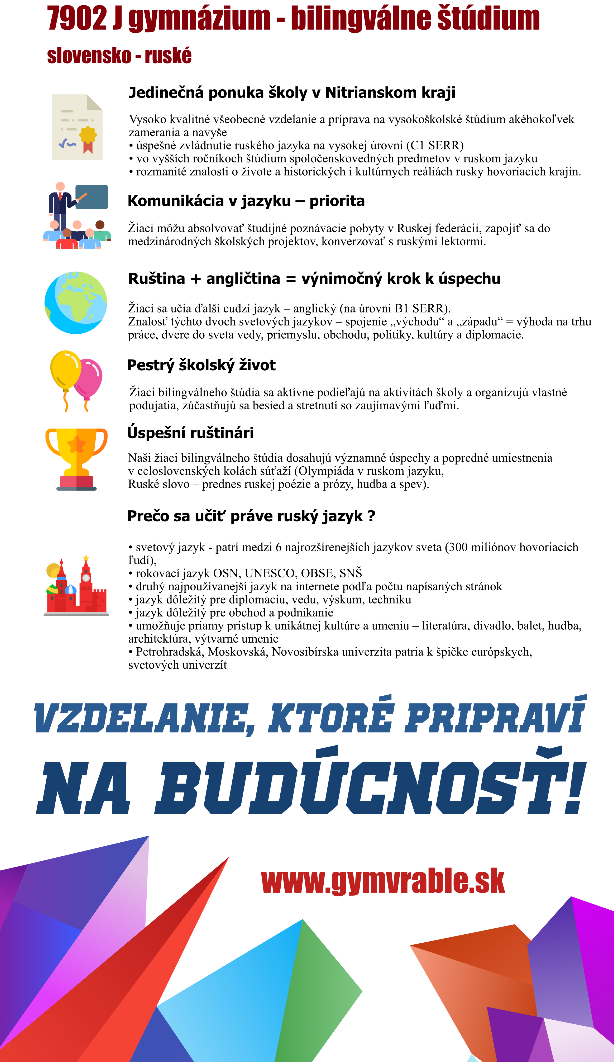 7902 J gymnázium - bilingválne štúdium
slovensko - ruské
Jedinečná ponuka školy v Nitrianskom kraji
Vysoko kvalitné všeobecné vzdelanie a príprava na vysokoškolské štúdium akéhokoľvek
zamerania a navyše
• úspešné zvládnutie ruského jazyka na vysokej úrovni (C1 SERR)
• vo vyšších ročníkoch štúdium spoločenskovedných predmetov v ruskom jazyku
• rozmanité znalosti o živote a historických i kultúrnych reáliách rusky hovoriacich krajín.
Komunikácia v jazyku – priorita
Žiaci môžu absolvovať študijné poznávacie pobyty v Ruskej federácii, zapojiť sa do
medzinárodných školských projektov, konverzovať s ruskými lektormi.
Ruština + angličtina = výnimočný krok k úspechu
Žiaci sa učia ďalší cudzí jazyk – anglický (na úrovni B1 SERR).
Znalosť týchto dvoch svetových jazykov – spojenie „východu“ a „západu“ = výhoda na trhu
práce, dvere do sveta vedy, priemyslu, obchodu, politiky, kultúry a diplomacie.
Pestrý školský život
Žiaci bilingválneho štúdia sa aktívne podieľajú na aktivitách školy a organizujú vlastné
podujatia, zúčastňujú sa besied a stretnutí so zaujímavými ľuďmi.
Úspešní ruštinári
Naši žiaci bilingválneho štúdia dosahujú významné úspechy a popredné umiestnenia
v celoslovenských kolách súťaží (Olympiáda v ruskom jazyku,
Ruské slovo – prednes ruskej poézie a prózy, hudba a spev).
Prečo sa učiť práve ruský jazyk ?
• svetový jazyk - patrí medzi 6 najrozšírenejších jazykov sveta (300 miliónov hovoriacich
ľudí),
• rokovací jazyk OSN, UNESCO, OBSE, SNŠ
• druhý najpoužívanejší jazyk na internete podľa počtu napísaných stránok
• jazyk dôležitý pre diplomaciu, vedu, výskum, techniku
• jazyk dôležitý pre obchod a podnikanie
• umožňuje priamy prístup k unikátnej kultúre a umeniu – literatúra, divadlo, balet, hudba,
architektúra, výtvarné umenie
• Petrohradská, Moskovská, Novosibírska univerzita patria k špičke európskych,
svetových univerzít
VZDELANIE, KTORÉ PRIPRAVÍ
NA BUDÚCNOSŤ!
www.gymvrable.sk